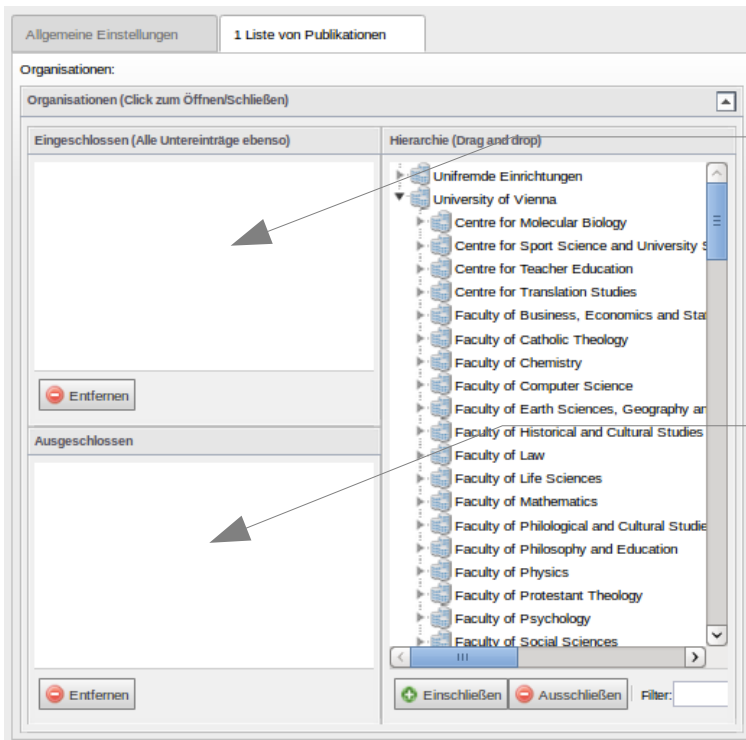 Allgemeine Einstellungen
1 Liste von Publikationen
Organisationen:
Organisationen (Click zum Öffnen/Schließen)
Eingeschlossen (Alle Untereinträge ebenso)
Entfernen
Ausgeschlossen
Entfernen
Hierarchie (Drag and drop)
Unifremde Einrichtungen
University of Vienna
Centre for Molecular Biology
Centre for Sport Science and University
Centre for Teacher Education
Centre for Translation Studies
Faculty of Business, Economics and
Faculty of Catholic Theology
Faculty of Chemistry
Faculty of Computer Science
Faculty of Earth Sciences, Geography
Faculty of Historical and Cultural Studies
Faculty of Law
Faculty of Life Sciences
Faculty of Mathematics
Faculty of Philological and Cultural
Faculty of Philosophy and Education
Faculty of Physics
Faculty of Protestant Theology
Faculty of Psychology
Faculty of Social Sciences
Einschließen
Ausschließen
Filter: